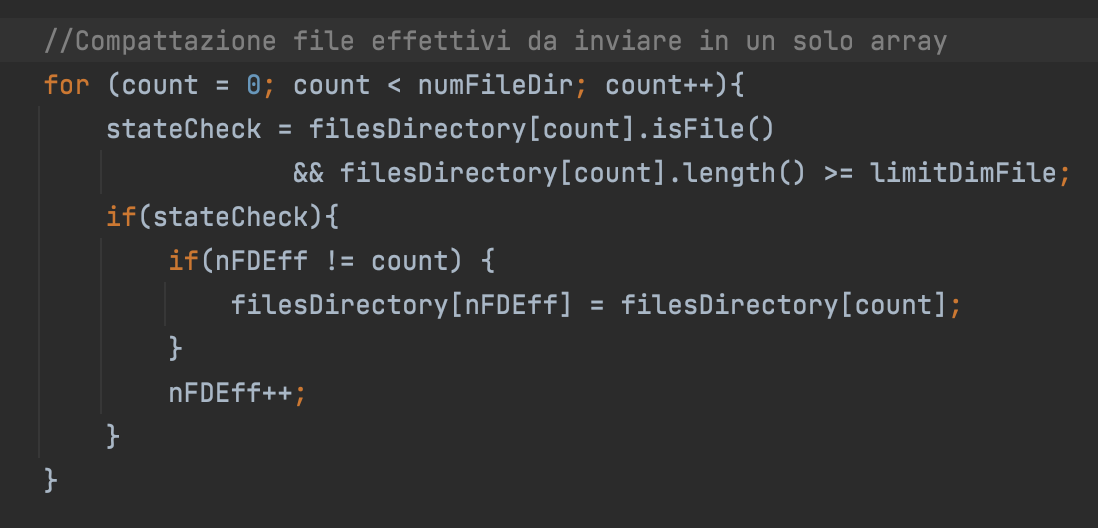 //Compattazione file effettivi da inviare in un solo array
for (count = 0; count < numFileDir; count++){
    stateCheck = filesDirectory[count].isFile()
                && filesDirectory[count].length() >= limitDimFile;
    if(stateCheck){
        if(nFDEff != count) {
            filesDirectory[nFDEff] = filesDirectory[count];
        }
        nFDEff++;
    }
}